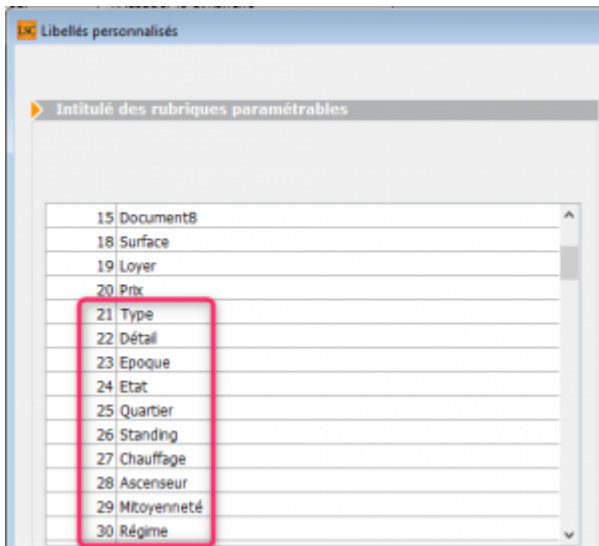 LSC Libellés personnalisés
Intitulé des rubriques paramétrables
15 Document8
18 Surface
19 Loyer
20 Prix
21 Type
22 Détail
23 Epoque
24 Etat
25 Quartier
26 Standing
27 Chauffage
28 Ascenseur
29 Mitoyenneté
30 Régime